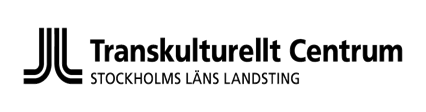 Transkulturellt Centrum
STOCKHOLMS LÄNS LANDSTING